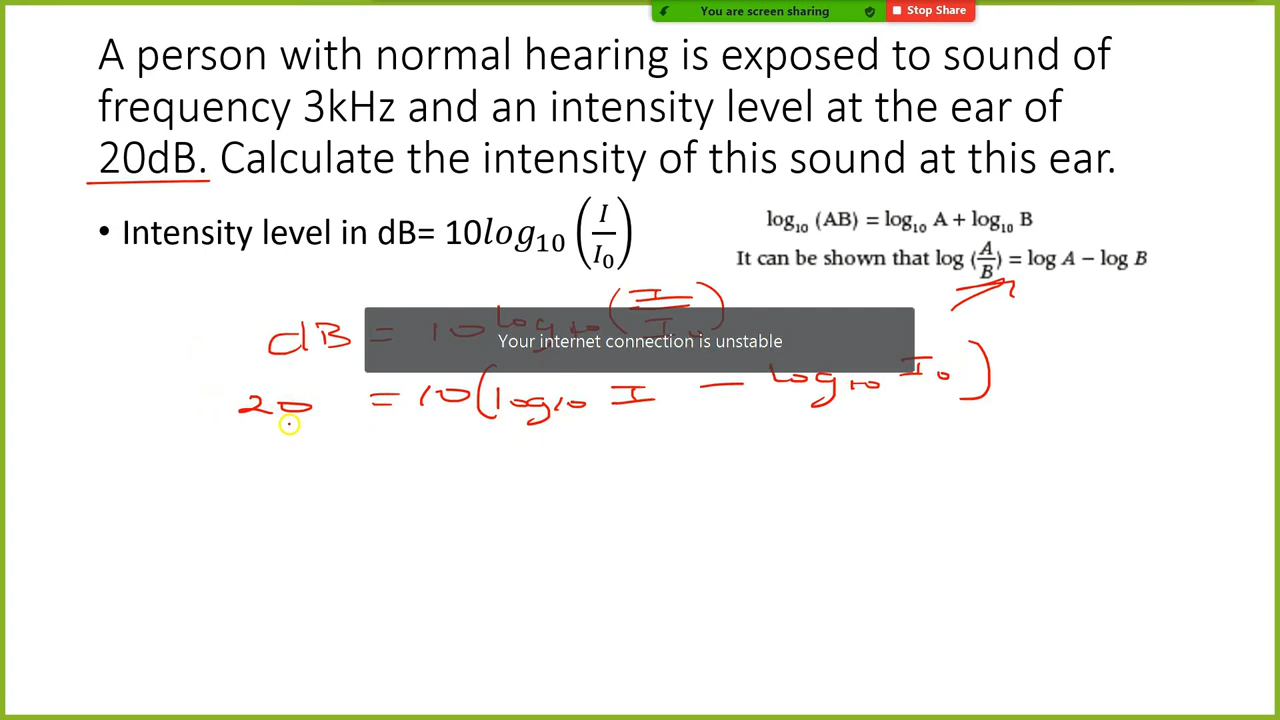 You are screen sharing Stop Share
A person with normal hearing is exposed to sound of
frequency 3kHz and an intensity level at the ear of
20dB. Calculate the intensity of this sound at this ear.
• Intensity level in dB= 10log₁₀ (I/I₀)
log₁₀ (AB) = log₁₀ A + log₁₀ B
It can be shown that log (A/B) = log A − log B
dB = 10 log₁₀ (I/I₀)
Your internet connection is unstable
20 = 10(log₁₀ I − log₁₀ I₀)